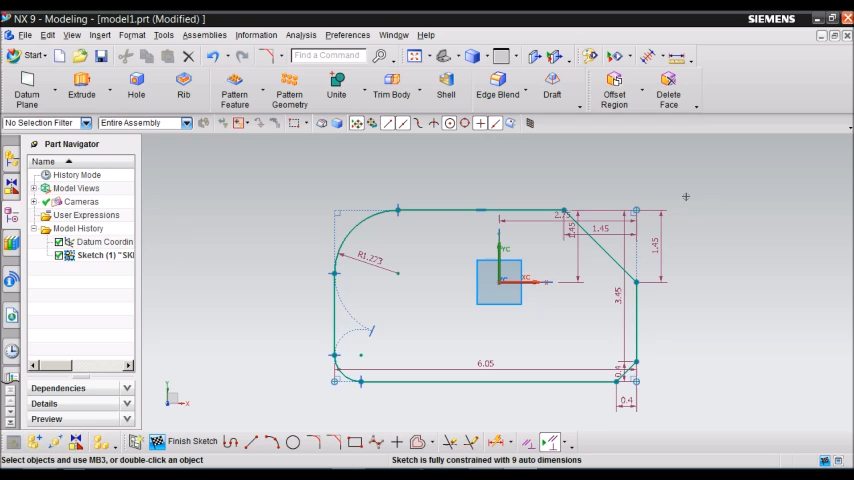 NX 9 - Modeling - [model1.prt (Modified) ]
SIEMENS
File Edit View Insert Format Tools Assemblies Information Analysis Preferences Window Help
Start
Find a Command
Datum Plane
Extrude
Hole
Rib
Pattern Feature
Pattern Geometry
Unite
Trim Body
Shell
Edge Blend
Draft
Offset Region
Delete Face
No Selection Filter
Entire Assembly
Part Navigator
Name
History Mode
Model Views
Cameras
User Expressions
Model History
Datum Coordin
Sketch (1) "SKE
Dependencies
Details
Preview
R1.273
1.45
1.45
1.45
3.45
6.05
0.4
0.4
YC
XC
Y
X
Finish Sketch
Select objects and use MB3, or double-click an object
Sketch is fully constrained with 9 auto dimensions